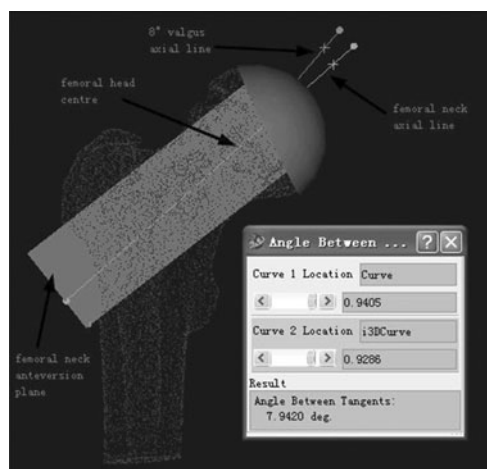 8° valgus
axial line
femoral head
centre
femoral neck
axial line
femoral neck
anteversion
plane
Angle Between ... ? X
Curve 1 Location Curve
< > 0.9405
Curve 2 Location i3DCurve
< > 0.9286
Result
Angle Between Tangents:
7.9420 deg.